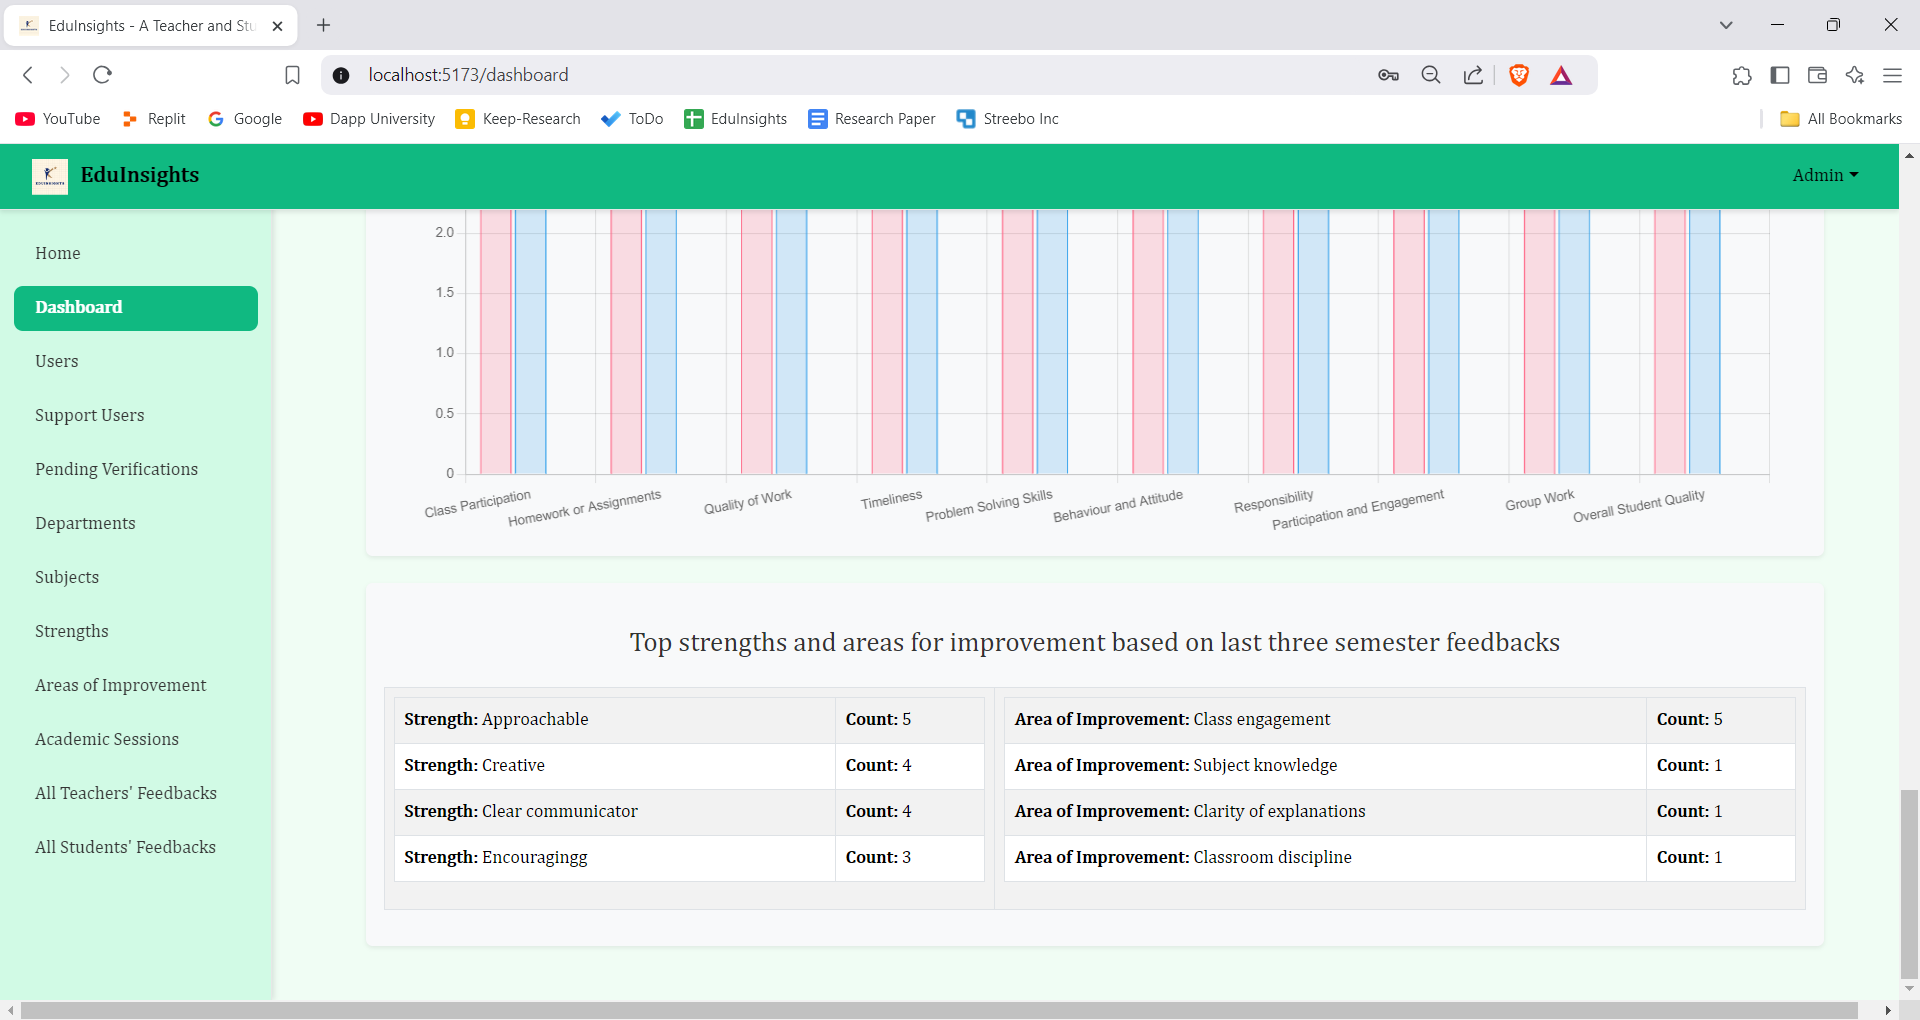 EduInsights - A Teacher and Stu
localhost:5173/dashboard
YouTube Replit Google Dapp University Keep-Research ToDo EduInsights Research Paper Streebo Inc All Bookmarks
EduInsights
Admin
Home
Dashboard
Users
Support Users
Pending Verifications
Departments
Subjects
Strengths
Areas of Improvement
Academic Sessions
All Teachers' Feedbacks
All Students' Feedbacks
2.0
1.5
1.0
0.5
0
Class Participation
Homework or Assignments
Quality of Work
Timeliness
Problem Solving Skills
Behaviour and Attitude
Responsibility
Participation and Engagement
Group Work
Overall Student Quality
Top strengths and areas for improvement based on last three semester feedbacks
Strength: Approachable Count: 5 Area of Improvement: Class engagement Count: 5
Strength: Creative Count: 4 Area of Improvement: Subject knowledge Count: 1
Strength: Clear communicator Count: 4 Area of Improvement: Clarity of explanations Count: 1
Strength: Encouragingg Count: 3 Area of Improvement: Classroom discipline Count: 1